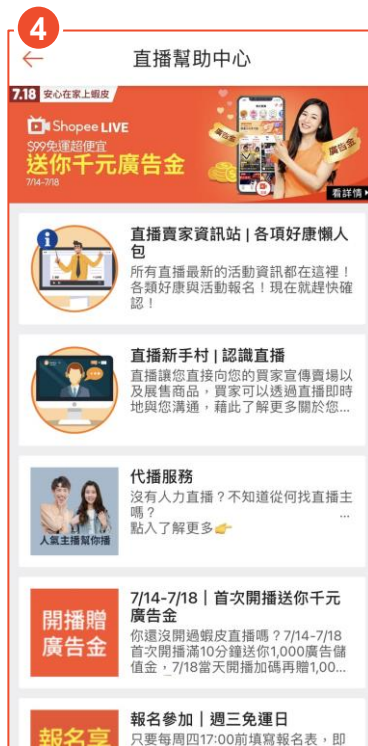 4
直播幫助中心
7.18 安心在家上蝦皮
Shopee LIVE
$99免運超便宜
送你千元廣告金
7/14-7/18
廣告金
廣告金
看詳情
直播賣家資訊站 | 各項好康懶人
包
所有直播最新的活動資訊都在這裡！
各類好康與活動報名！現在就趕快確
認！
直播新手村 | 認識直播
直播讓您直接向您的買家宣傳賣場以
及展售商品，買家可以透過直播即時
地與您溝通，藉此了解更多關於您...
人氣主播幫你播
代播服務
沒有人力直播？不知道從何找直播主
嗎？ ...
點入了解更多👉
開播贈
廣告金
7/14-7/18｜首次開播送你千元
廣告金
你還沒開過蝦皮直播嗎？7/14-7/18
首次開播滿10分鐘送你1,000廣告儲
值金，7/18當天開播加碼再贈1,00...
報名享
報名參加｜週三免運日
只要每周四17:00前填寫報名表，即